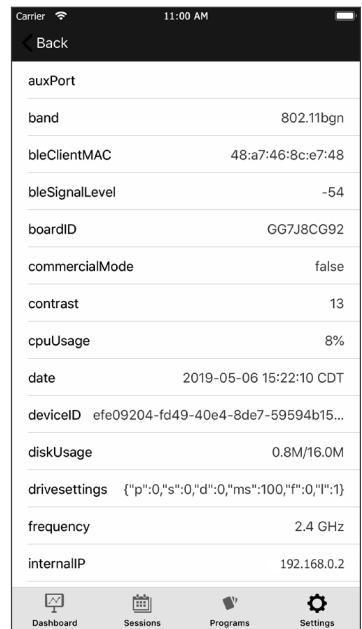 Carrier 11:00 AM
Back
auxPort
band 802.11bgn
bleClientMAC 48:a7:46:8c:e7:48
bleSignalLevel -54
boardID GG7J8CG92
commercialMode false
contrast 13
cpuUsage 8%
date 2019-05-06 15:22:10 CDT
deviceID efe09204-fd49-40e4-8de7-59594b15...
diskUsage 0.8M/16.0M
drivesettings {"p":0,"s":0,"d":0,"ms":100,"f":0,"l":1}
frequency 2.4 GHz
internalIP 192.168.0.2
Dashboard Sessions Programs Settings